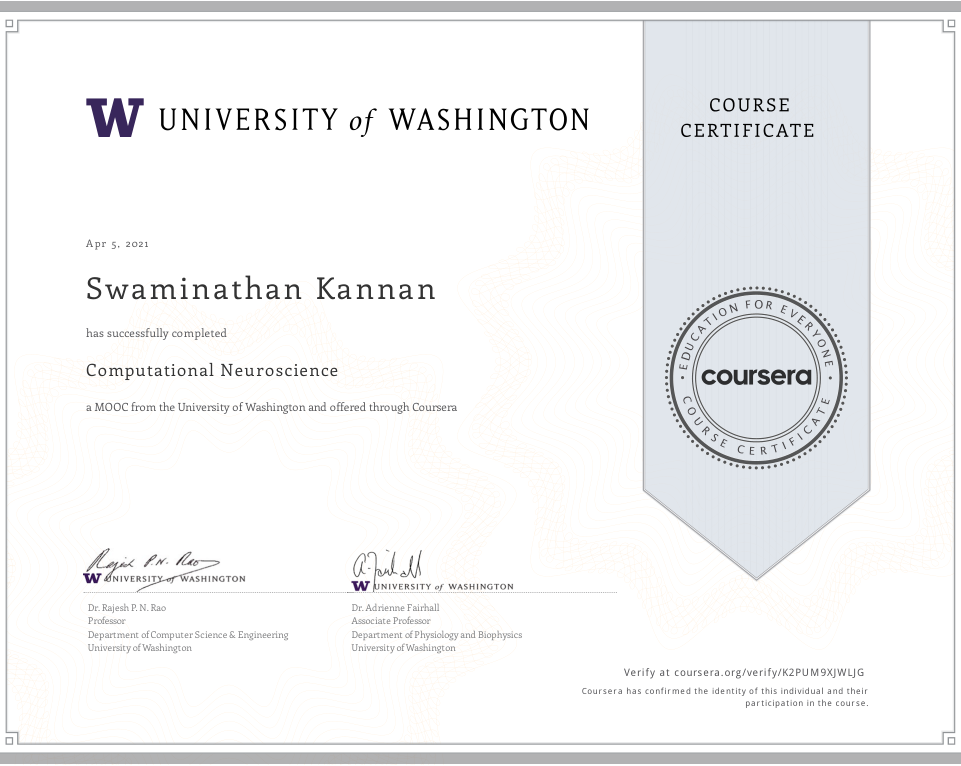 W UNIVERSITY of WASHINGTON
COURSE
CERTIFICATE
Apr 5, 2021
Swaminathan Kannan
has successfully completed
Computational Neuroscience
a MOOC from the University of Washington and offered through Coursera
EDUCATION FOR EVERYONE
coursera
COURSE CERTIFICATE
Rajesh P.N. Rao
W UNIVERSITY of WASHINGTON
W UNIVERSITY of WASHINGTON
Dr. Rajesh P. N. Rao
Professor
Department of Computer Science & Engineering
University of Washington
Dr. Adrienne Fairhall
Associate Professor
Department of Physiology and Biophysics
University of Washington
Verify at coursera.org/verify/K2PUM9XJWLJG
Coursera has confirmed the identity of this individual and their
participation in the course.